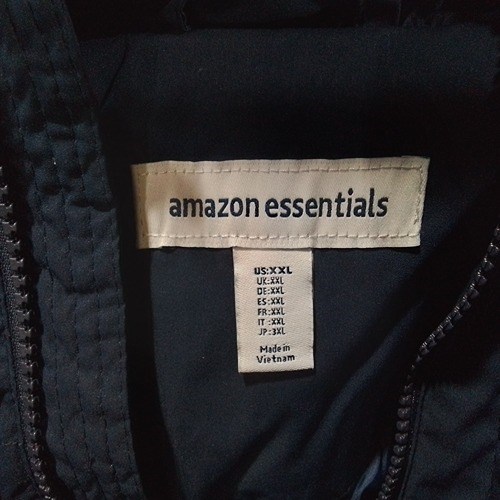 amazon essentials
US:XXL
UK:XXL
DE:XXL
ES:XXL
FR:XXL
IT :XXL
JP:3XL
Made in
Vietnam